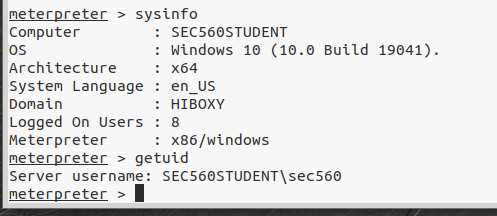 meterpreter > sysinfo
Computer        : SEC560STUDENT
OS              : Windows 10 (10.0 Build 19041).
Architecture    : x64
System Language : en_US
Domain          : HIBOXY
Logged On Users : 8
Meterpreter     : x86/windows
meterpreter > getuid
Server username: SEC560STUDENT\sec560
meterpreter >